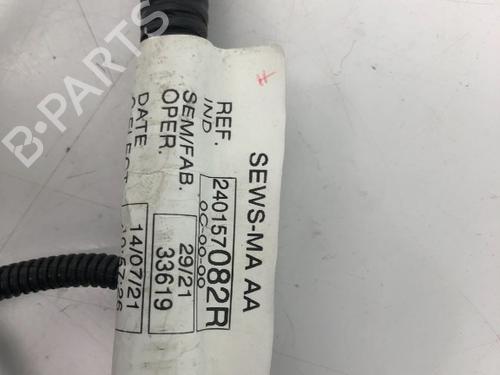 SEWS-MA AA
REF. 240157082R
IND 0C-00-00
SEM/FAB. 29/21
OPER. 33619
DATE 14/07/21
B-PARTS